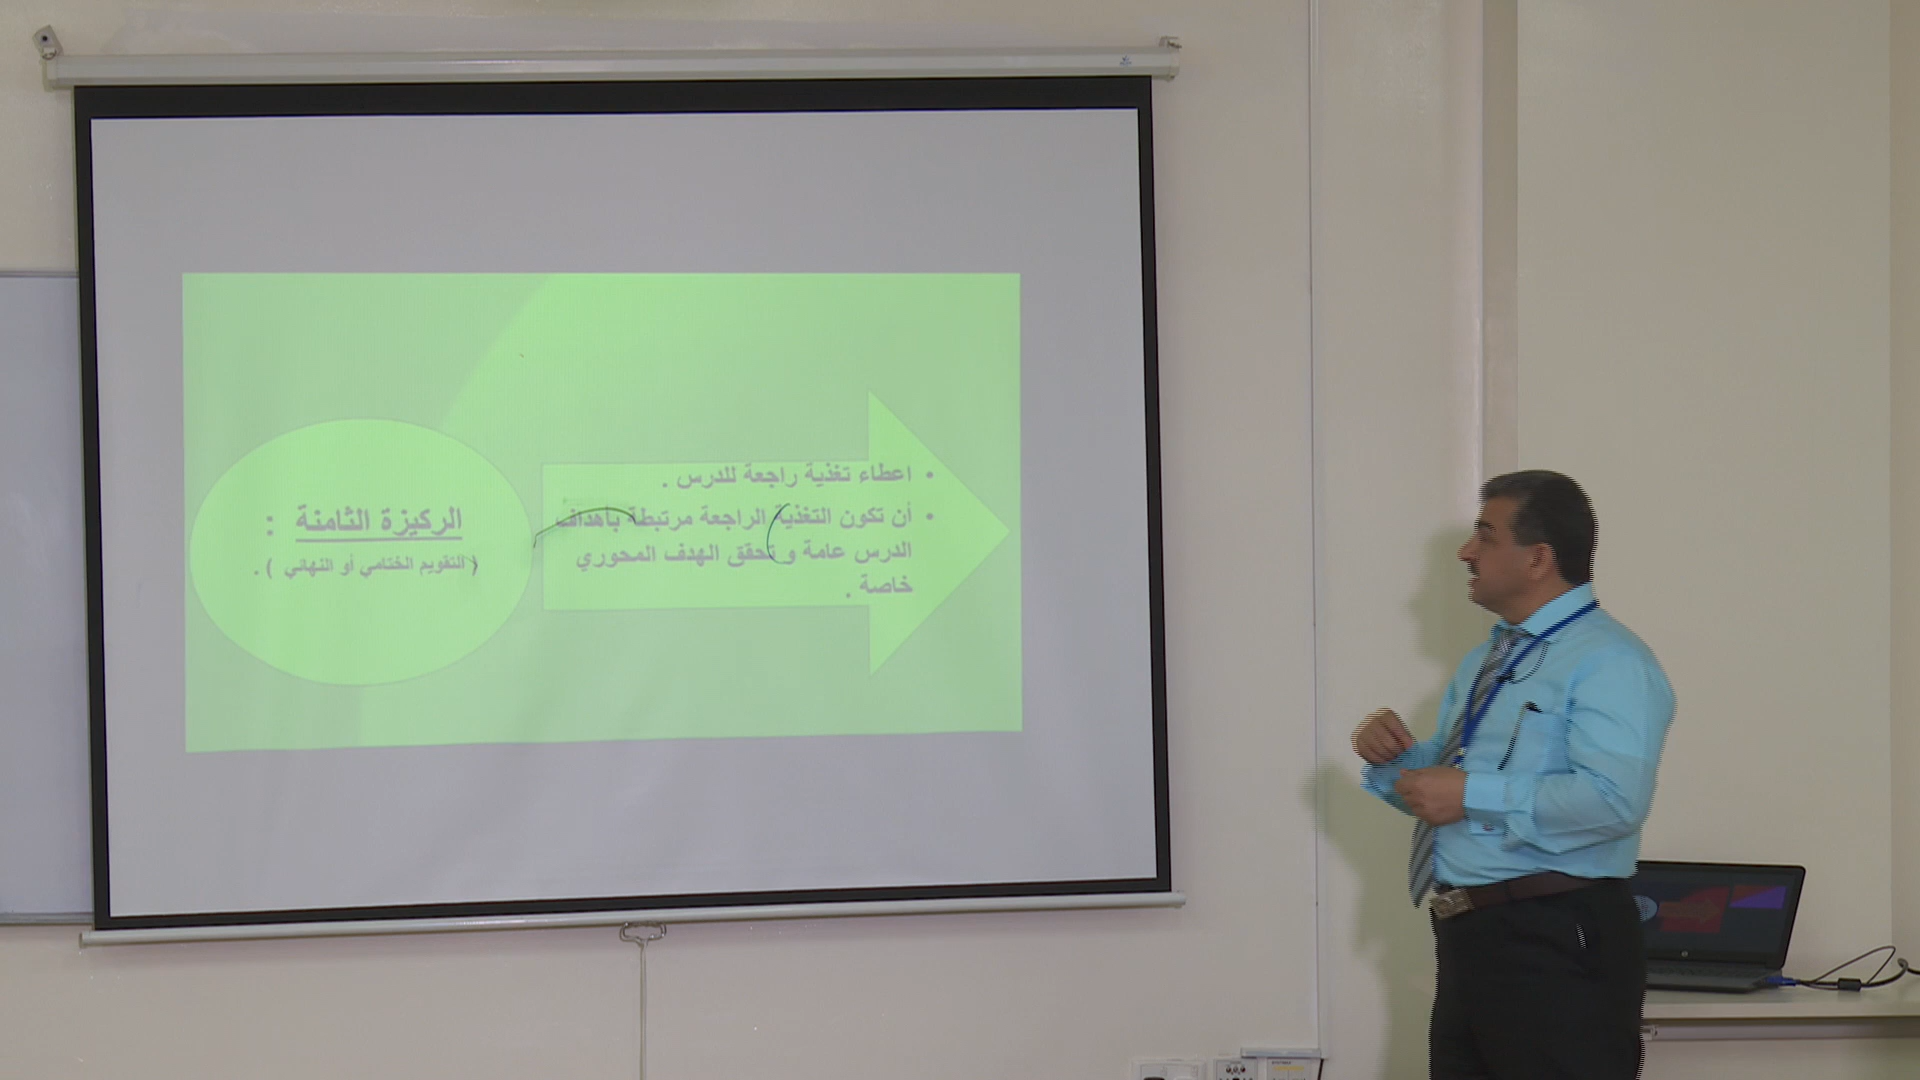 الركيزة الثامنة :
( التقويم الختامي أو النهائي ) .
• اعطاء تغذية راجعة للدرس .
• أن تكون التغذية الراجعة مرتبطة بأهداف
الدرس عامة و تحقق الهدف المحوري
خاصة .